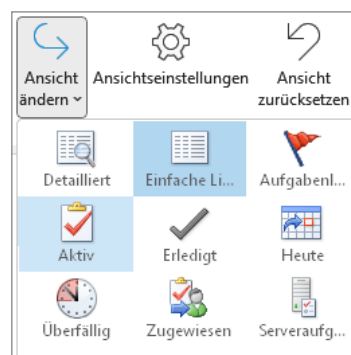 Ansicht ändern
Ansichtseinstellungen
Ansicht zurücksetzen
Detailliert
Einfache Li...
Aufgabenl...
Aktiv
Erledigt
Heute
Überfällig
Zugewiesen
Serveraufg...